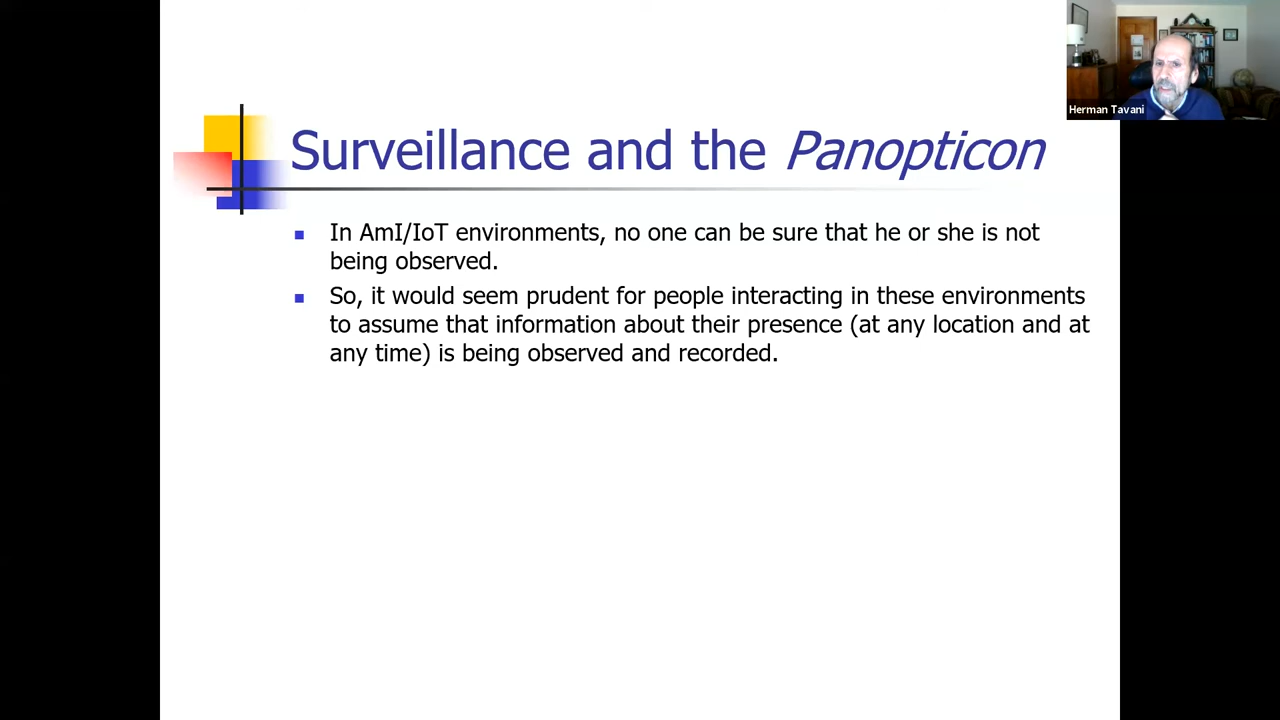 Herman Tavani
Surveillance and the Panopticon
In AmI/IoT environments, no one can be sure that he or she is not
being observed.
So, it would seem prudent for people interacting in these environments
to assume that information about their presence (at any location and at
any time) is being observed and recorded.